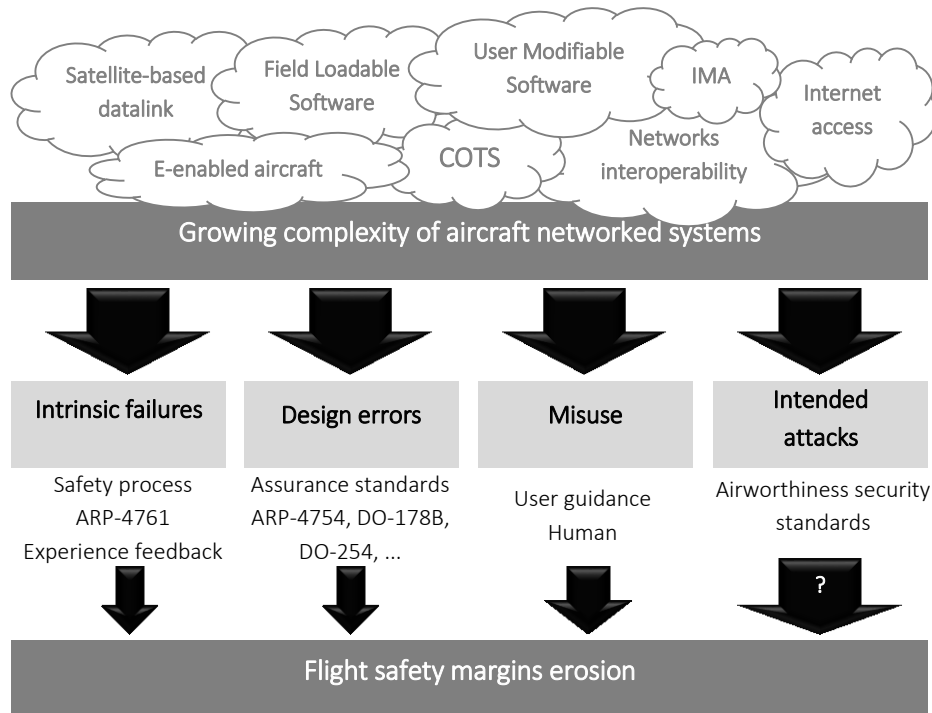 Satellite-based
datalink
Field Loadable
Software
User Modifiable
Software
IMA
Internet
access
E-enabled aircraft
COTS
Networks
interoperability
Growing complexity of aircraft networked systems
Intrinsic failures
Safety process
ARP-4761
Experience feedback
Design errors
Assurance standards
ARP-4754, DO-178B,
DO-254, ...
Misuse
User guidance
Human
Intended
attacks
Airworthiness security
standards
?
Flight safety margins erosion